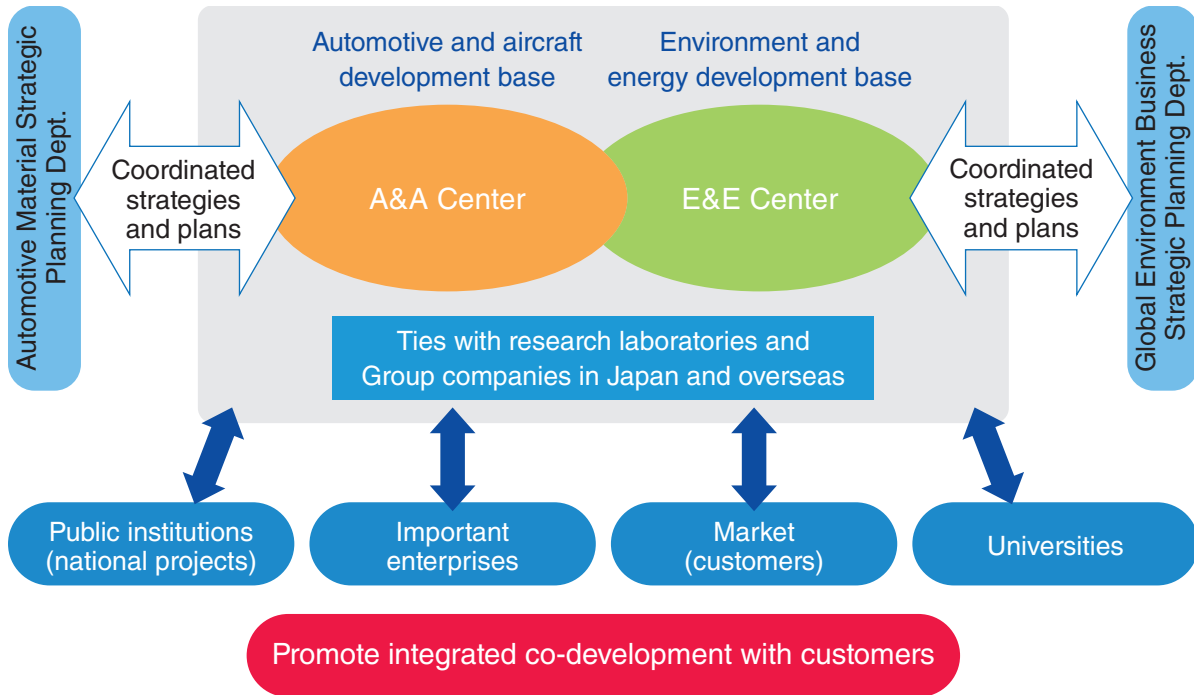 Automotive Material Strategic
Planning Dept.
Automotive and aircraft
development base
Environment and
energy development base
Coordinated
strategies
and plans
A&A Center
E&E Center
Coordinated
strategies
and plans
Global Environment Business
Strategic Planning Dept.
Ties with research laboratories and
Group companies in Japan and overseas
Public institutions
(national projects)
Important
enterprises
Market
(customers)
Universities
Promote integrated co-development with customers